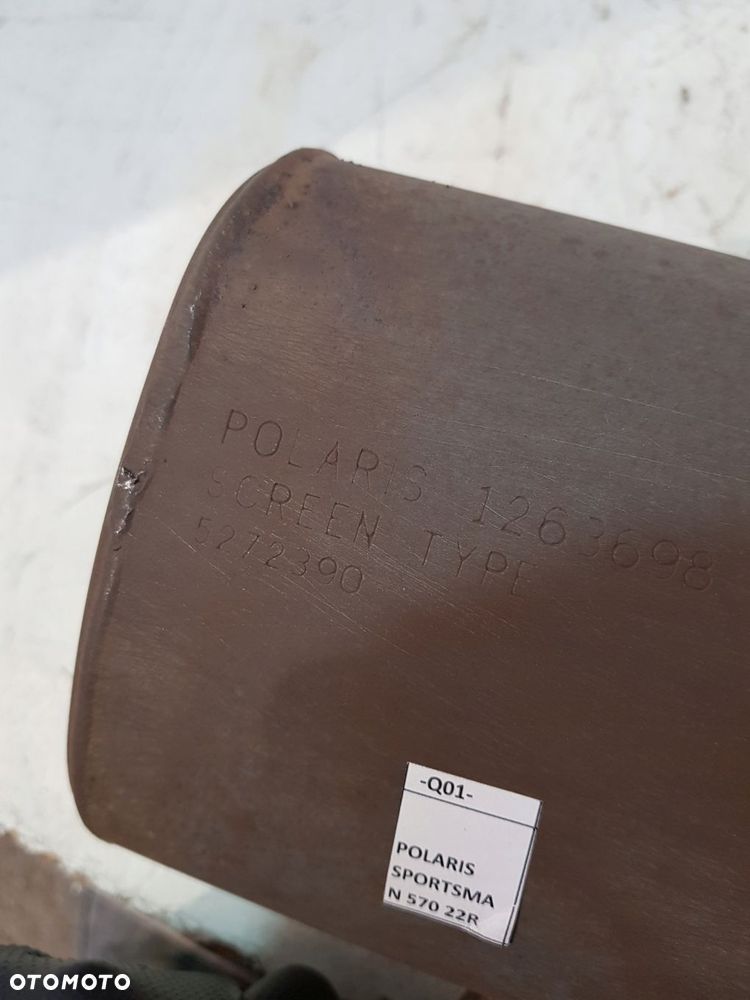 POLARIS 1263698
SCREEN TYPE
5272390
-Q01-
POLARIS
SPORTSMA
N 570 22R
OTOMOTO